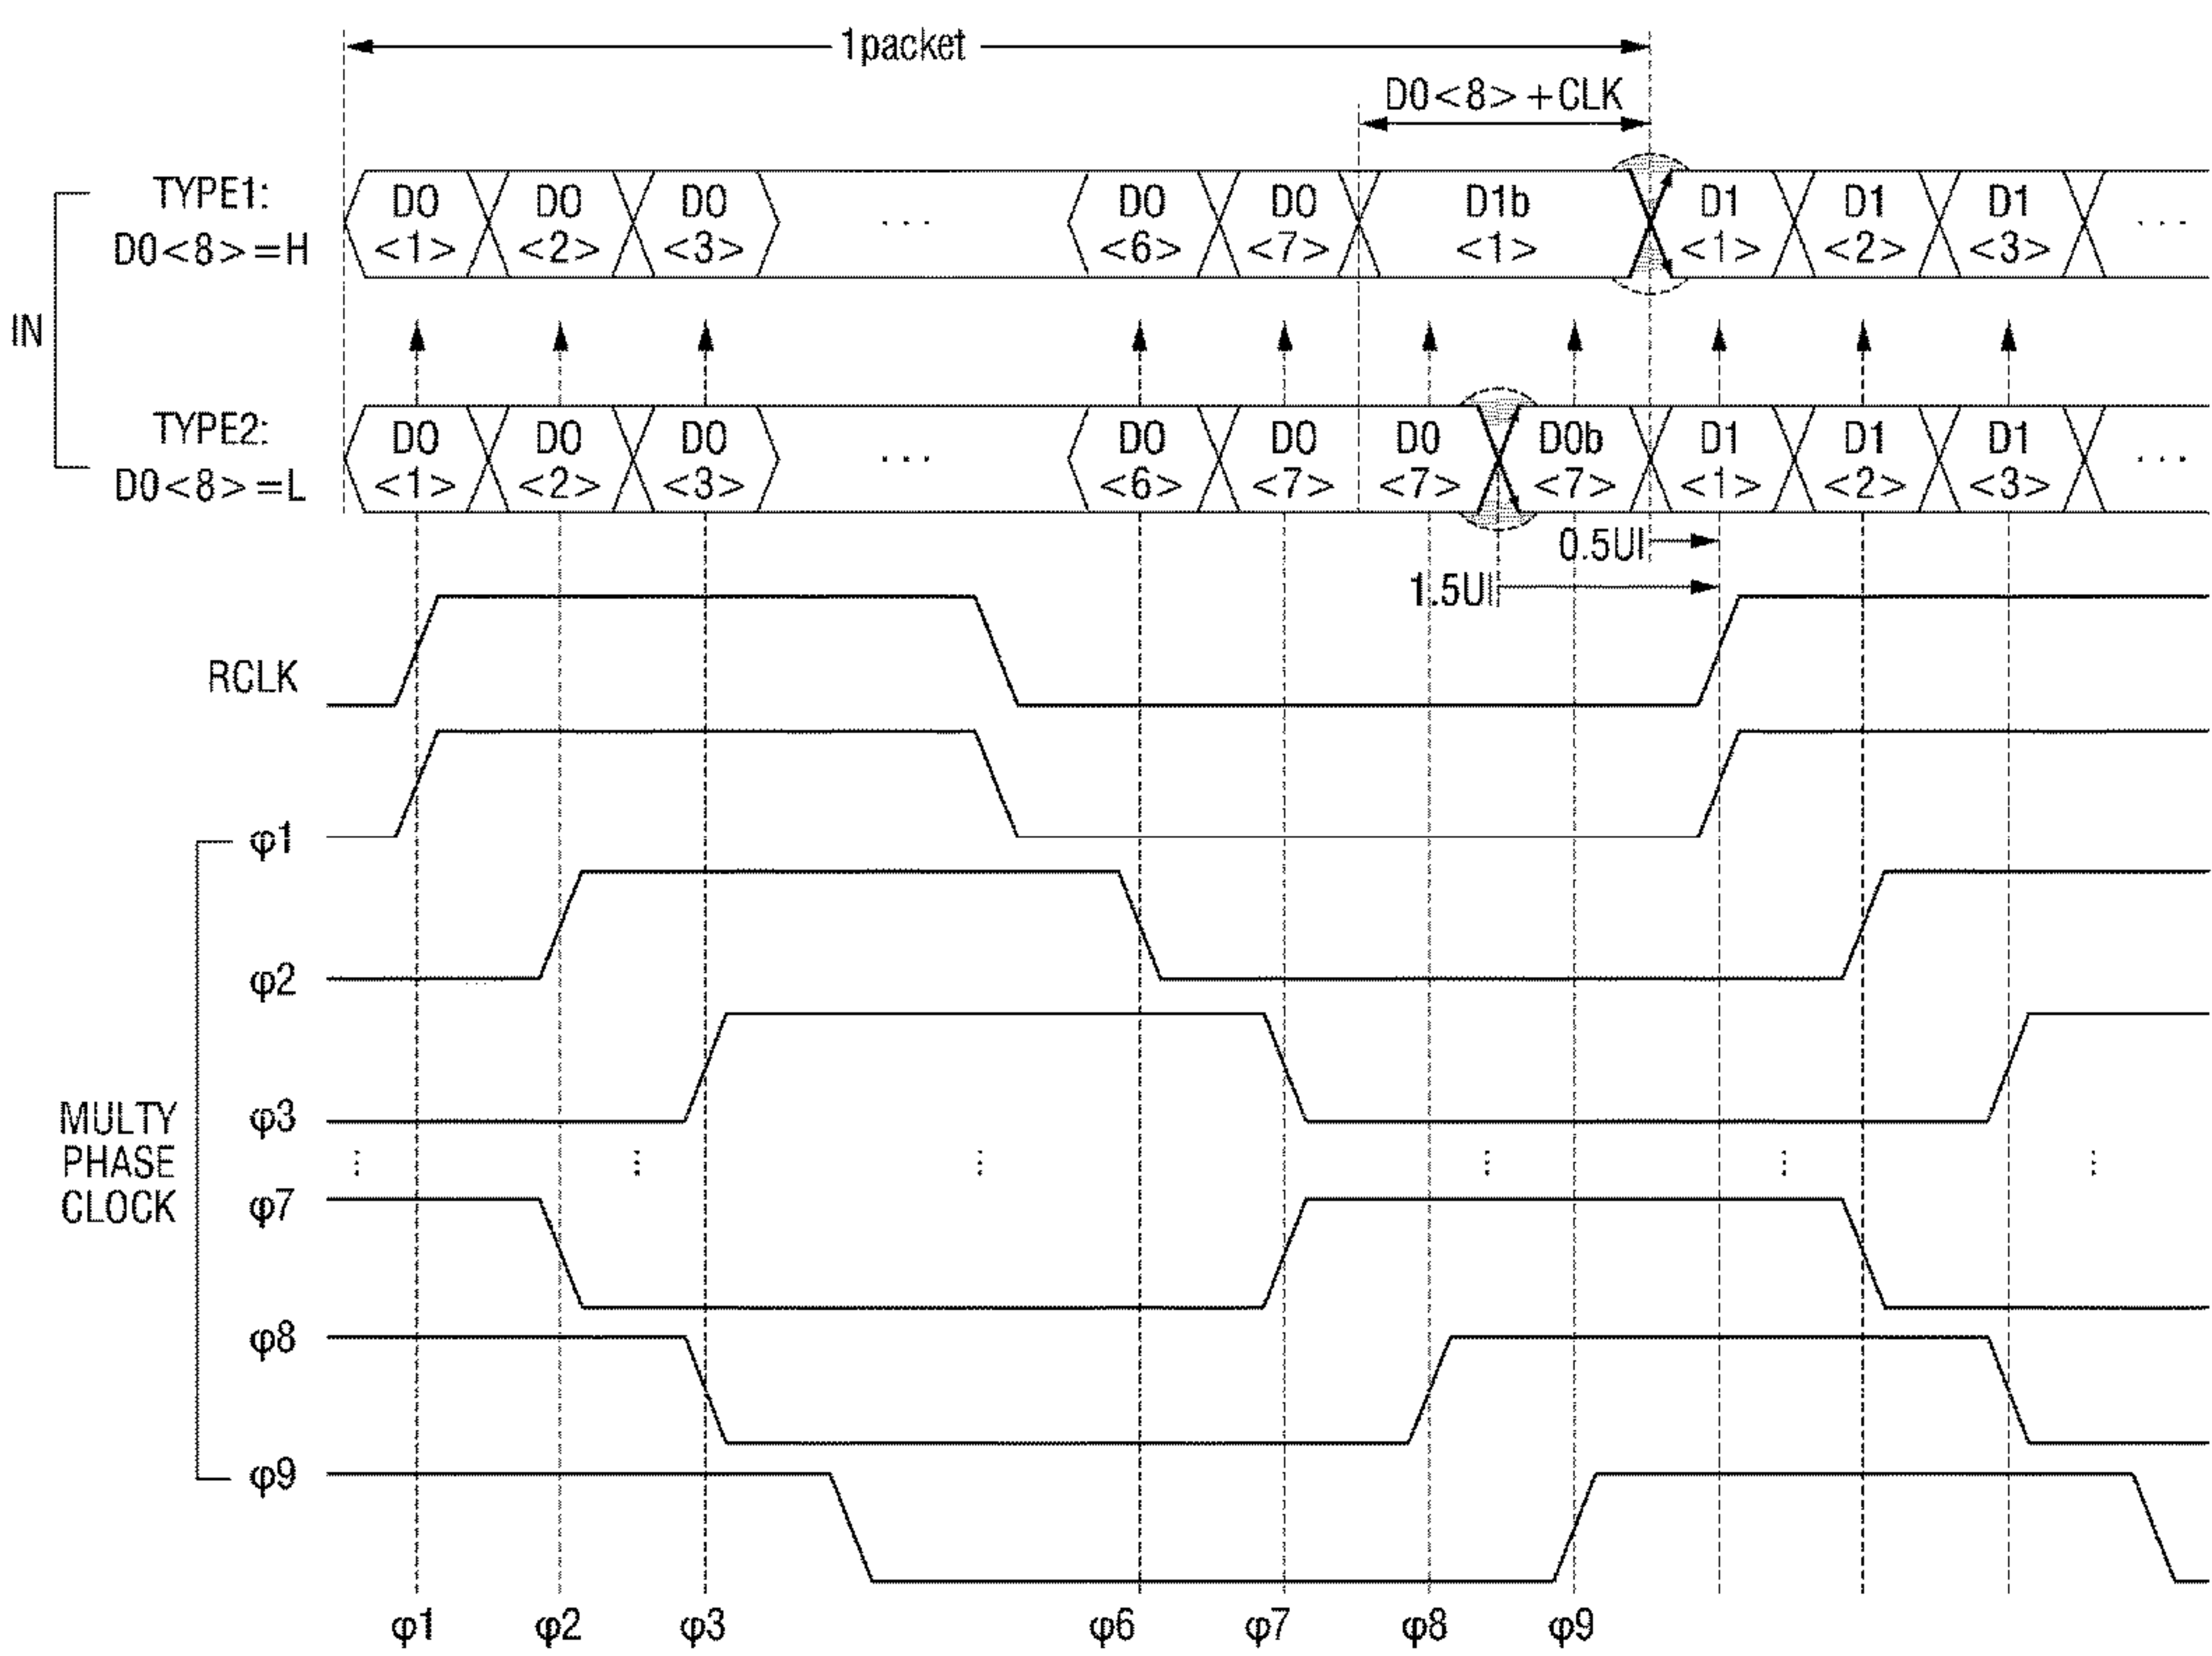 1packet
D0<8>+CLK
TYPE1:
D0<8>=H
D0 D0 D0 ... D0 D0 D1b D1 D1 D1 ...
<1> <2> <3> <6> <7> <1> <1> <2> <3>
IN
TYPE2:
D0<8>=L
D0 D0 D0 ... D0 D0 D0 D0b D1 D1 D1 ...
<1> <2> <3> <6> <7> <7> <7> <1> <2> <3>
0.5UI
1.5UI
RCLK
φ1
φ2
φ3
MULTY
PHASE
CLOCK
φ7
φ8
φ9
φ1 φ2 φ3 φ6 φ7 φ8 φ9